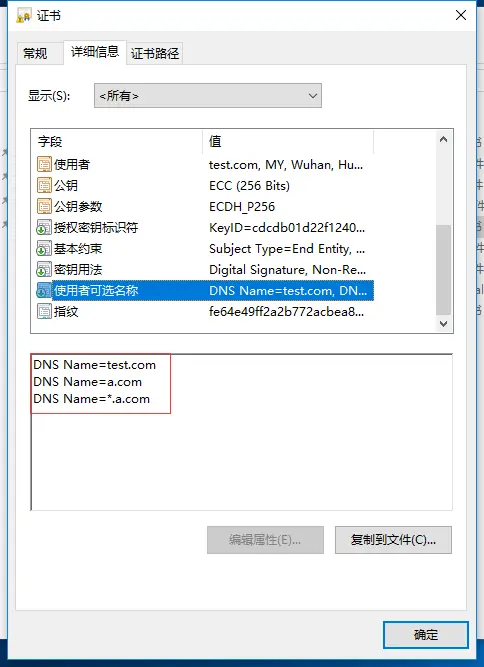 证书
常规 详细信息 证书路径
显示(S): <所有>
字段 值
使用者 test.com, MY, Wuhan, Hu...
公钥 ECC (256 Bits)
公钥参数 ECDH_P256
授权密钥标识符 KeyID=cdcdb01d22f1240...
基本约束 Subject Type=End Entity, ...
密钥用法 Digital Signature, Non-Re...
使用者可选名称 DNS Name=test.com, DN...
指纹 fe64e49ff2a2b772acbea8...
DNS Name=test.com
DNS Name=a.com
DNS Name=*.a.com
编辑属性(E)... 复制到文件(C)...
确定